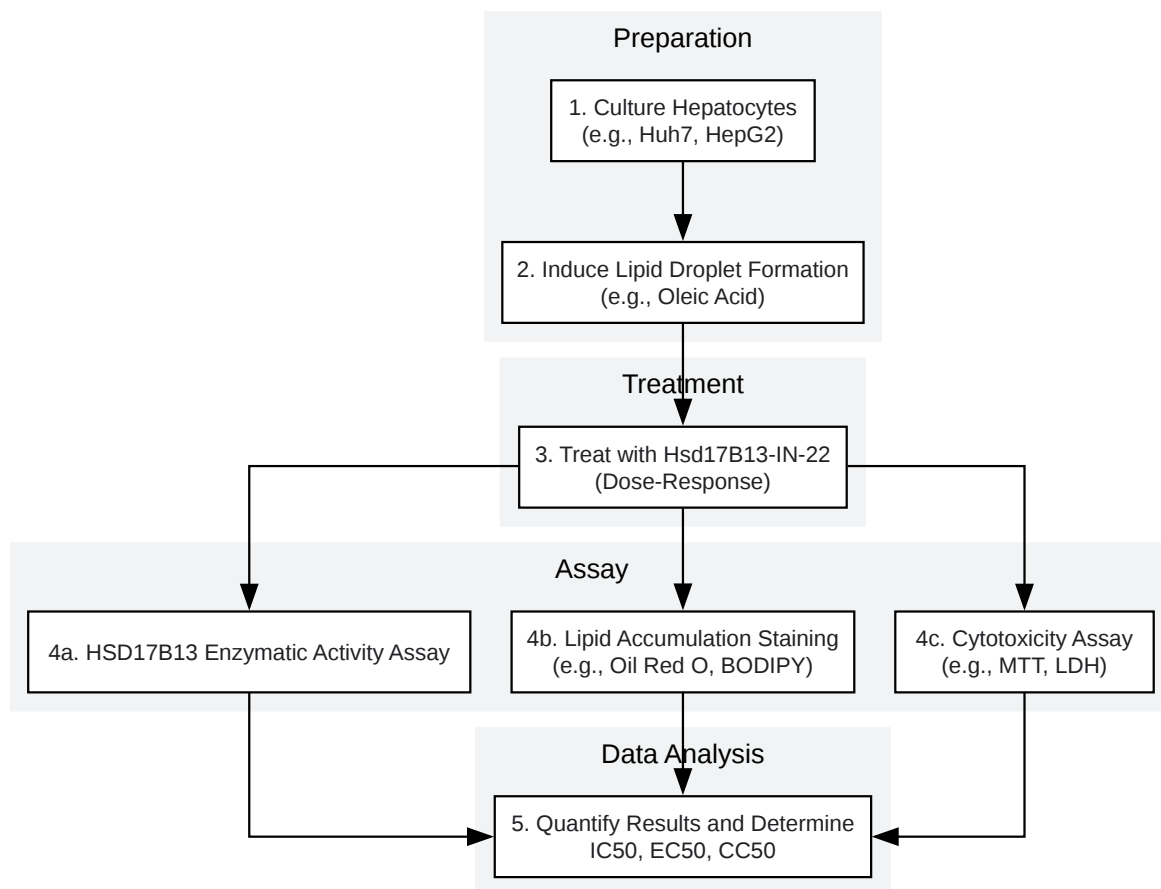 Preparation
1. Culture Hepatocytes
(e.g., Huh7, HepG2)
2. Induce Lipid Droplet Formation
(e.g., Oleic Acid)
Treatment
3. Treat with Hsd17B13-IN-22
(Dose-Response)
Assay
4a. HSD17B13 Enzymatic Activity Assay
4b. Lipid Accumulation Staining
(e.g., Oil Red O, BODIPY)
4c. Cytotoxicity Assay
(e.g., MTT, LDH)
Data Analysis
5. Quantify Results and Determine
IC50, EC50, CC50